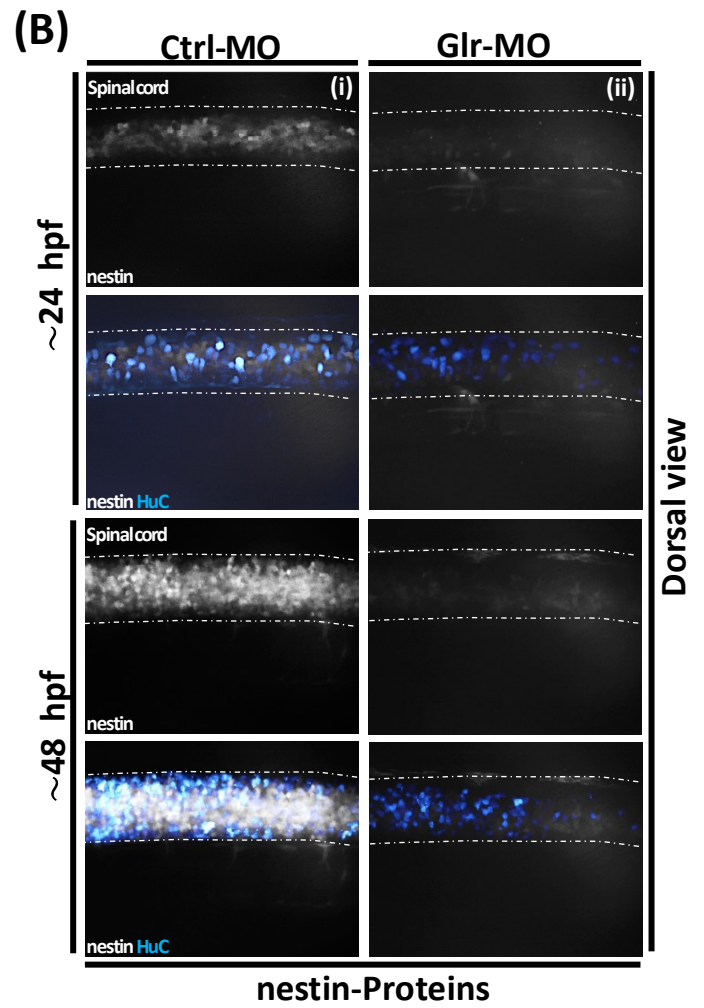 (B)
Ctrl-MO
Glr-MO
Spinal cord
(i)
(ii)
nestin
~24 hpf
nestin HuC
Spinal cord
nestin
~48 hpf
nestin HuC
Dorsal view
nestin-Proteins